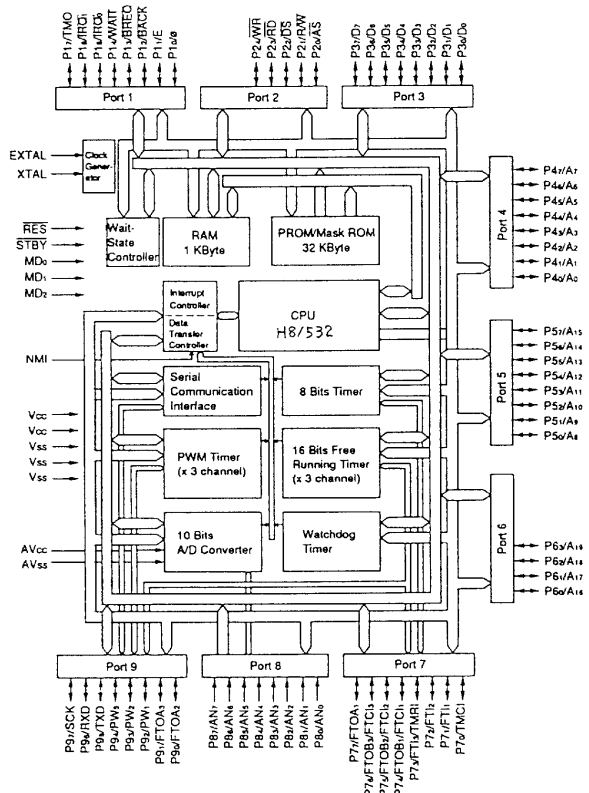 P17/TMO
P16/IRQ1
P15/IRQ0
P14/WAIT
P13/BREQ
P12/BACK
P11/E
P10/ø
P24/WR
P23/RD
P22/DS
P21/R/W
P20/AS
P37/D7
P36/D6
P35/D5
P34/D4
P33/D3
P32/D2
P31/D1
P30/D0
Port 1
Port 2
Port 3
EXTAL
XTAL
Clock
Gener-
ator
RES
STBY
MD0
MD1
MD2
Wait-
State
Controller
RAM
1 KByte
PROM/Mask ROM
32 KByte
Port 4
P47/A7
P46/A6
P45/A5
P44/A4
P43/A3
P42/A2
P41/A1
P40/A0
Interrupt
Controller
Data
Transfer
Controller
CPU
H8/532
NMI
Serial
Communication
Interface
8 Bits Timer
Port 5
P57/A15
P56/A14
P55/A13
P54/A12
P53/A11
P52/A10
P51/A9
P50/A8
Vcc
Vcc
Vss
Vss
Vss
PWM Timer
(x 3 channel)
16 Bits Free
Running Timer
(x 3 channel)
AVcc
AVss
10 Bits
A/D Converter
Watchdog
Timer
Port 6
P63/A19
P62/A18
P61/A17
P60/A16
Port 9
Port 8
Port 7
P97/SCK
P96/RXD
P95/TXD
P94/PW3
P93/PW2
P92/PW1
P91/FTOA3
P90/FTOA2
P87/AN7
P86/AN6
P85/AN5
P84/AN4
P83/AN3
P82/AN2
P81/AN1
P80/AN0
P77/FTOA1
P76/FTOB3/FTCI3
P75/FTOB2/FTCI2
P74/FTOB1/FTCI1
P73/FTI3/TMRI
P72/FTI2
P71/FTI1
P70/TMCI